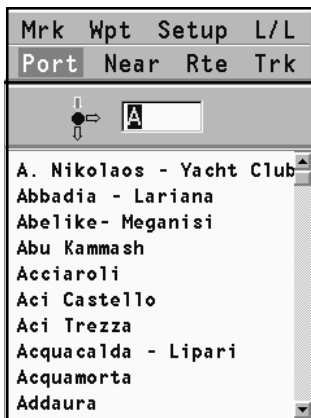 Mrk Wpt Setup L/L
Port Near Rte Trk
A
A. Nikolaos - Yacht Club
Abbadia - Lariana
Abelike- Meganisi
Abu Kammash
Acciaroli
Aci Castello
Aci Trezza
Acquacalda - Lipari
Acquamorta
Addaura